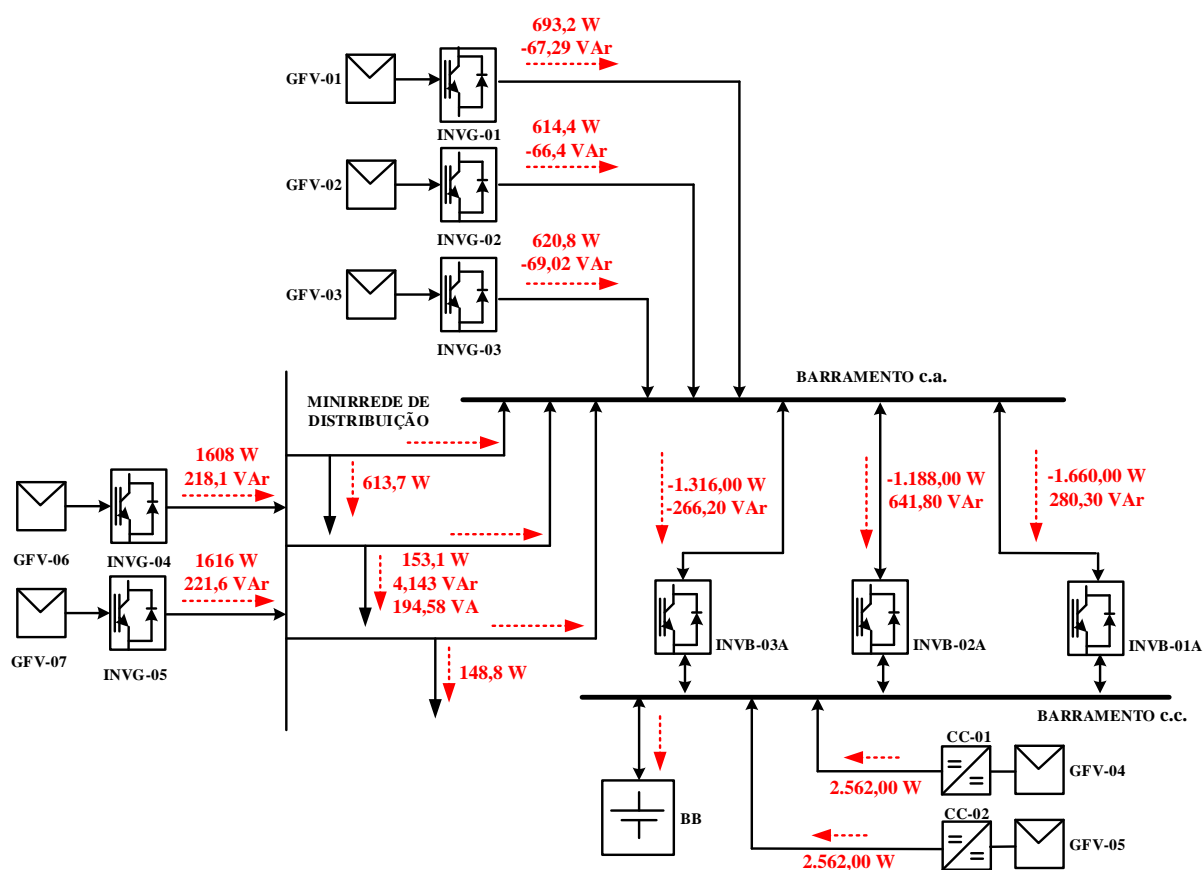 693,2 W
-67,29 VAr
GFV-01
INVG-01
614,4 W
-66,4 VAr
GFV-02
INVG-02
620,8 W
-69,02 VAr
GFV-03
INVG-03
BARRAMENTO c.a.
MINIRREDE DE
DISTRIBUIÇÃO
1608 W
218,1 VAr
613,7 W
GFV-06
INVG-04
1616 W
221,6 VAr
GFV-07
INVG-05
153,1 W
4,143 VAr
194,58 VA
148,8 W
-1.316,00 W
-266,20 VAr
-1.188,00 W
641,80 VAr
-1.660,00 W
280,30 VAr
INVB-03A
INVB-02A
INVB-01A
BARRAMENTO c.c.
CC-01
GFV-04
2.562,00 W
BB
CC-02
GFV-05
2.562,00 W